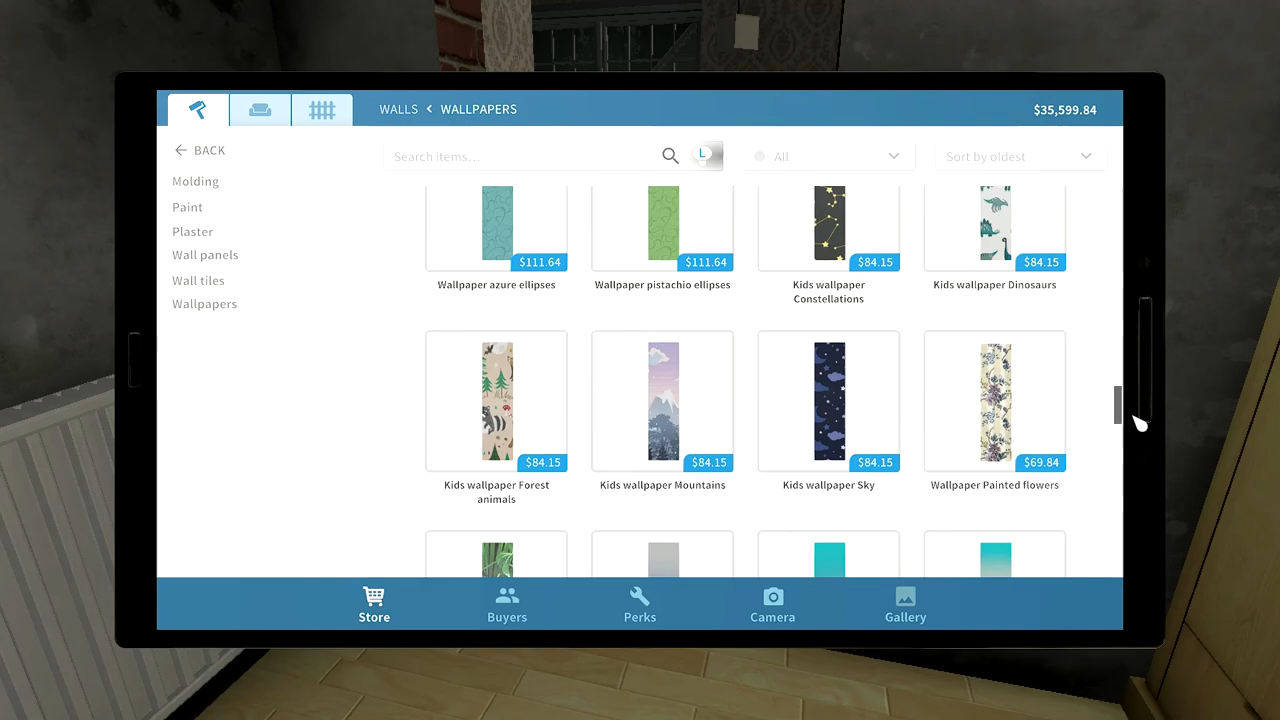 WALLS < WALLPAPERS
$35,599.84
BACK
Search items...
L
All
Sort by oldest
Molding
Paint
Plaster
Wall panels
Wall tiles
Wallpapers
$111.64
$111.64
$84.15
$84.15
Wallpaper azure ellipses
Wallpaper pistachio ellipses
Kids wallpaper
Constellations
Kids wallpaper Dinosaurs
$84.15
$84.15
$84.15
$69.84
Kids wallpaper Forest
animals
Kids wallpaper Mountains
Kids wallpaper Sky
Wallpaper Painted flowers
Store
Buyers
Perks
Camera
Gallery